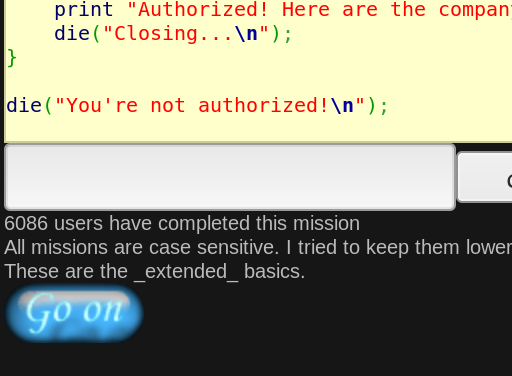 print "Authorized! Here are the company
die("Closing...\n");
}
die("You're not authorized!\n");
6086 users have completed this mission
All missions are case sensitive. I tried to keep them lower
These are the _extended_ basics.
Go on